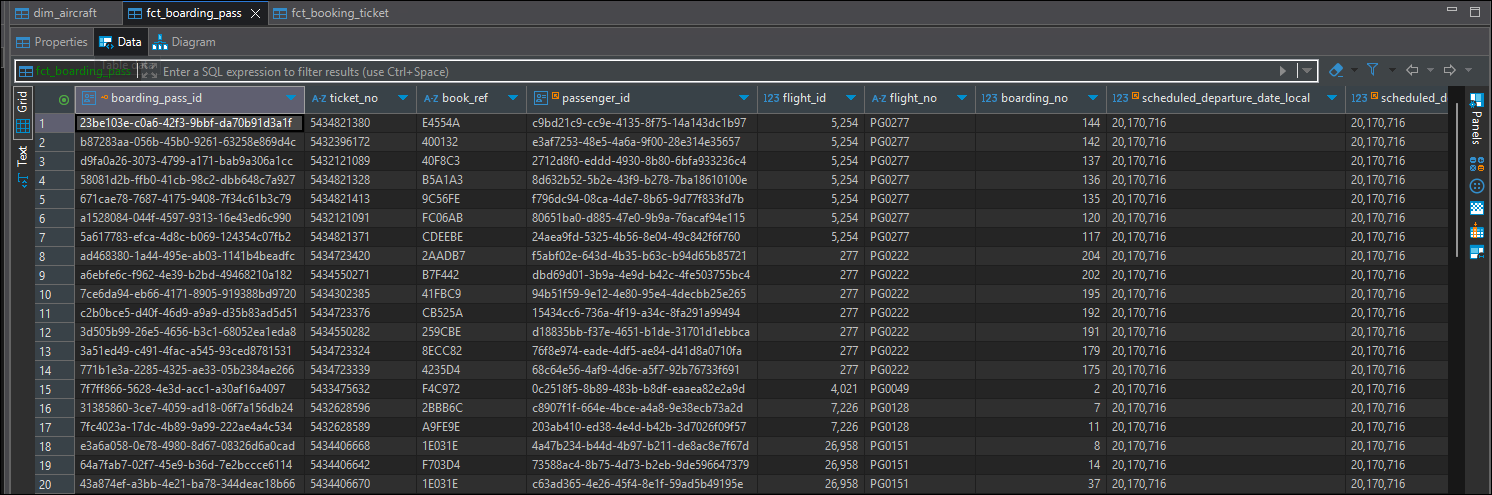 dim_aircraft fct_boarding_pass fct_booking_ticket
Properties Data Diagram
fct_boarding_pass Enter a SQL expression to filter results (use Ctrl+Space)
Grid
Text
Panels
boarding_pass_id A-Z ticket_no A-Z book_ref passenger_id 123 flight_id A-Z flight_no 123 boarding_no 123 scheduled_departure_date_local 123 scheduled_d
1 23be103e-c0a6-42f3-9bbf-da70b91d3a1f 5434821380 E4554A c9bd21c9-cc9e-4135-8f75-14a143dc1b97 5,254 PG0277 144 20,170,716 20,170,716
2 b87283aa-056b-45b0-9261-63258e869d4c 5432396172 400132 e3af7253-48e5-4a6a-9f00-28e314e35657 5,254 PG0277 142 20,170,716 20,170,716
3 d9fa0a26-3073-4799-a171-bab9a306a1cc 5432121089 40F8C3 2712d8f0-eddd-4930-8b80-6bfa933236c4 5,254 PG0277 137 20,170,716 20,170,716
4 58081d2b-ffb0-41cb-98c2-dbb648c7a927 5434821328 B5A1A3 8d632b52-5b2e-43f9-b278-7ba18610100e 5,254 PG0277 136 20,170,716 20,170,716
5 671cae78-7687-4175-9408-7f34c61b3c79 5434821413 9C56FE f796dc94-08ca-4de7-8b65-9d77f833fd7b 5,254 PG0277 135 20,170,716 20,170,716
6 a1528084-044f-4597-9313-16e43ed6c990 5432121091 FC06AB 80651ba0-d885-47e0-9b9a-76acaf94e115 5,254 PG0277 120 20,170,716 20,170,716
7 5a617783-efca-4d8c-b069-124354c07fb2 5434821371 CDEEBE 24aea9fd-5325-4b56-8e04-49c842f6f760 5,254 PG0277 117 20,170,716 20,170,716
8 ad468380-1a44-495e-ab03-1141b4beadfc 5434723420 2AADB7 f5abf02e-643d-4b35-b63c-b94d65b85721 277 PG0222 204 20,170,716 20,170,716
9 a6ebfe6c-f962-4e39-b2bd-49468210a182 5434550271 B7F442 dbd69d01-3b9a-4e9d-b42c-4fe503755bc4 277 PG0222 202 20,170,716 20,170,716
10 7ce6da94-eb66-4171-8905-919388bd9720 5434302385 41FBC9 94b51f59-9e12-4e80-95e4-4decbb25e265 277 PG0222 195 20,170,716 20,170,716
11 c2b0bce5-d40f-46d9-a9a9-d35b83ad5d51 5434723376 CB525A 15434cc6-736a-4f19-a34c-8fa291a99494 277 PG0222 192 20,170,716 20,170,716
12 3d505b99-26e5-4656-b3c1-68052ea1eda8 5434550282 259CBE d18835bb-f37e-4651-b1de-31701d1ebbca 277 PG0222 191 20,170,716 20,170,716
13 3a51ed49-c491-4fac-a545-93ced8781531 5434723324 8ECC82 76f8e974-eade-4df5-ae84-d41d8a0710fa 277 PG0222 179 20,170,716 20,170,716
14 771b1e3a-2285-4325-ae33-05b2384ae266 5434723339 4235D4 68c64e56-4af9-4d6e-a5f7-92b76733f691 277 PG0222 175 20,170,716 20,170,716
15 7f7ff866-5628-4e3d-acc1-a30af16a4097 5433475632 F4C972 0c2518f5-8b89-483b-b8df-eaaea82e2a9d 4,021 PG0049 2 20,170,716 20,170,716
16 31385860-3ce7-4059-ad18-06f7a156db24 5432628596 2BBB6C c8907f1f-664e-4bce-a4a8-9e38ecb73a2d 7,226 PG0128 7 20,170,716 20,170,716
17 7fc4023a-17dc-4b89-9a99-222ae4a4c534 5432628589 A9FE9E 203ab410-ed38-4e4d-b42b-3d7026f09f57 7,226 PG0128 11 20,170,716 20,170,716
18 e3a6a058-0e78-4980-8d67-08326d6a0cad 5434406668 1E031E 4a47b234-b44d-4b97-b211-de8ac8e7f67d 26,958 PG0151 8 20,170,716 20,170,716
19 64a7fab7-02f7-45e9-b36d-7e2bccce6114 5434406642 F703D4 73588ac4-8b75-4d73-b2eb-9de596647379 26,958 PG0151 14 20,170,716 20,170,716
20 43a874ef-a3bb-4e21-ba78-344deac18b66 5434406670 1E031E c63ad365-4e26-45f4-8e1f-59ad5b49195e 26,958 PG0151 37 20,170,716 20,170,716